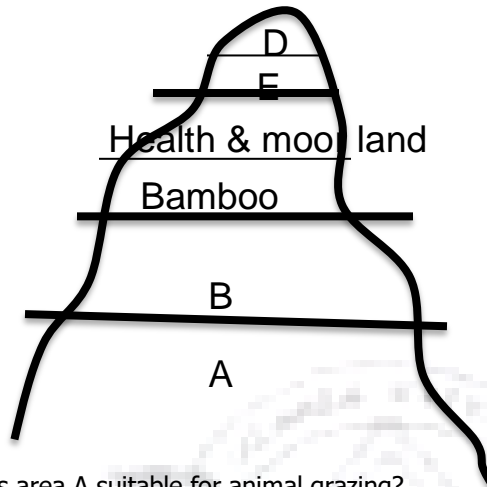 D
E
Health & moor land
Bamboo
B
A
s area A suitable for animal grazing?